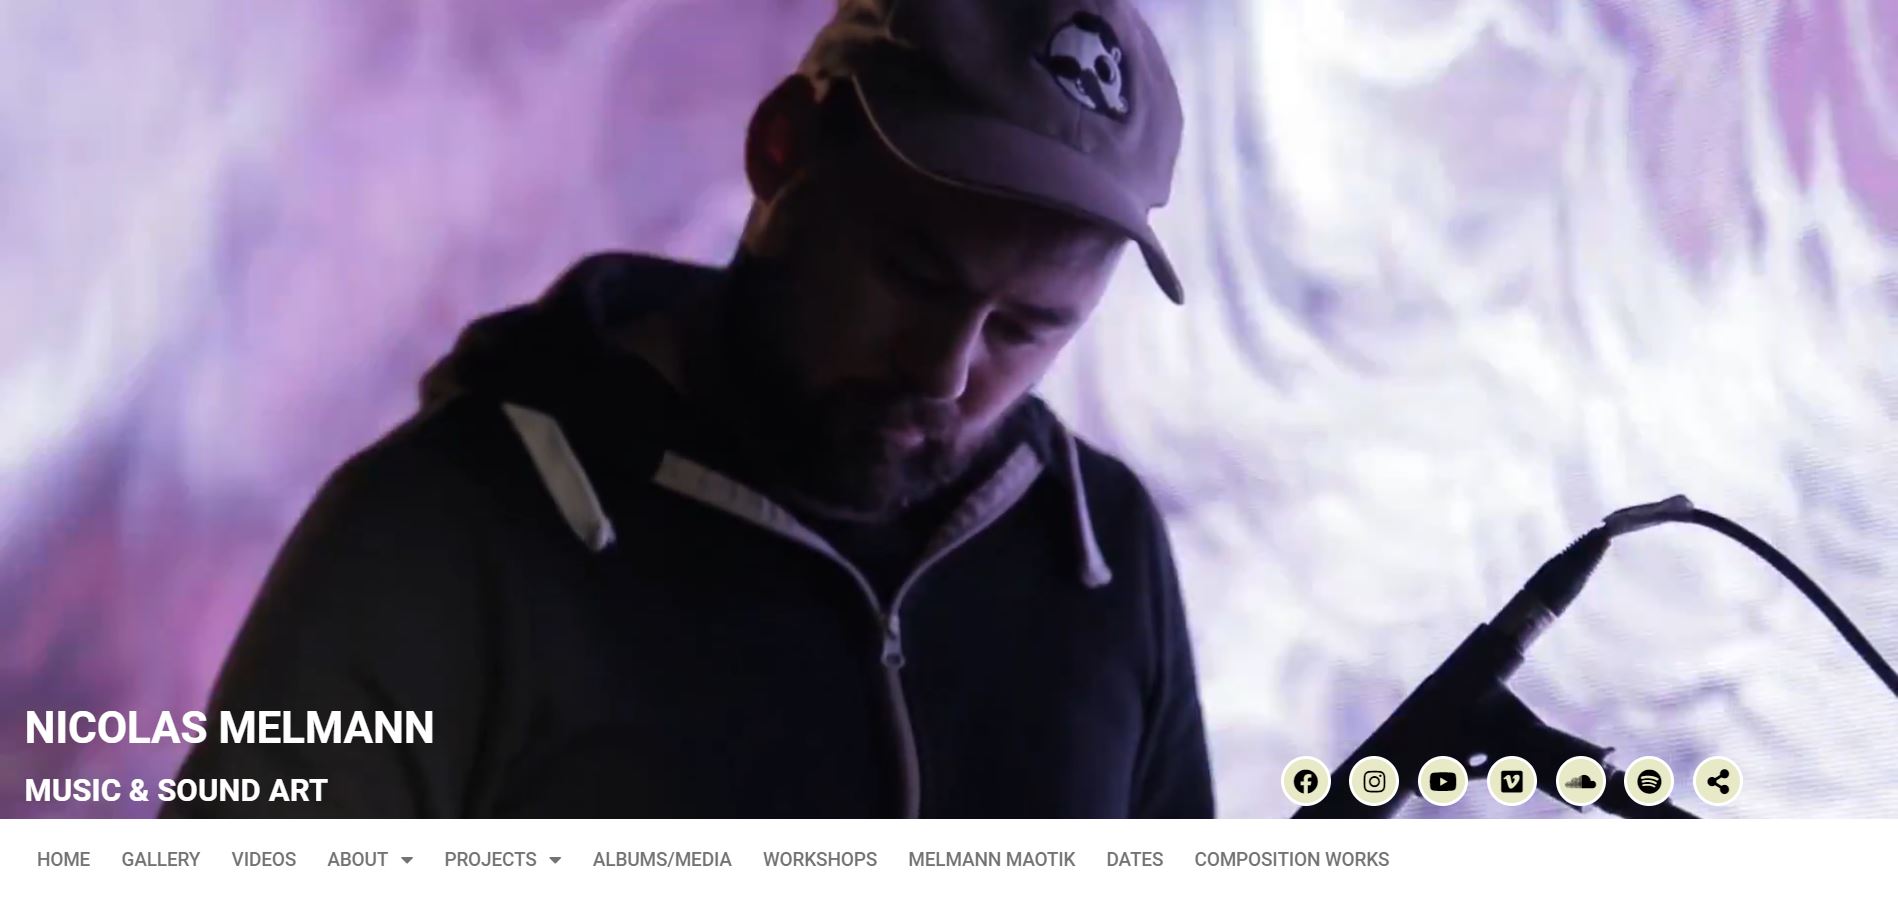 NICOLAS MELMANN
MUSIC & SOUND ART
HOME GALLERY VIDEOS ABOUT PROJECTS ALBUMS/MEDIA WORKSHOPS MELMANN MAOTIK DATES COMPOSITION WORKS